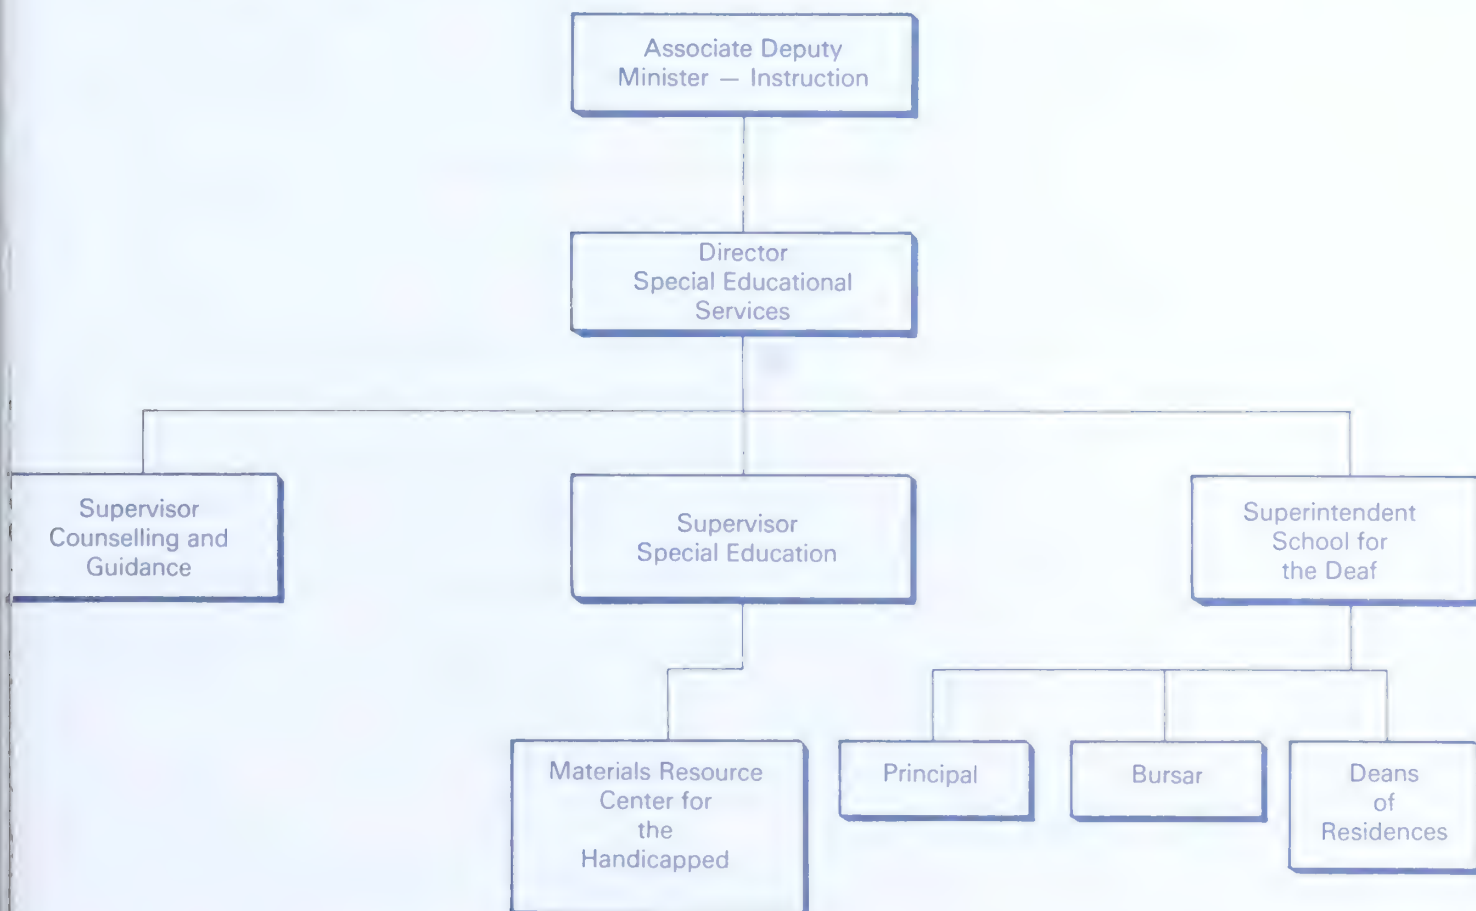 Associate Deputy
Minister — Instruction
Director
Special Educational
Services
Supervisor
Counselling and
Guidance
Supervisor
Special Education
Superintendent
School for
the Deaf
Materials Resource
Center for
the
Handicapped
Principal
Bursar
Deans
of
Residences